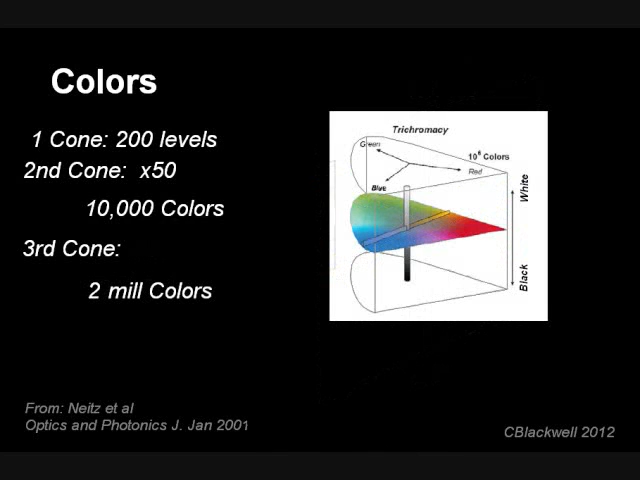 Colors
1 Cone: 200 levels
2nd Cone:  x50
10,000 Colors
3rd Cone:
2 mill Colors
Trichromacy
Green
10⁶ Colors
Red
Blue
White
Black
From: Neitz et al
Optics and Photonics J. Jan 2001
CBlackwell 2012